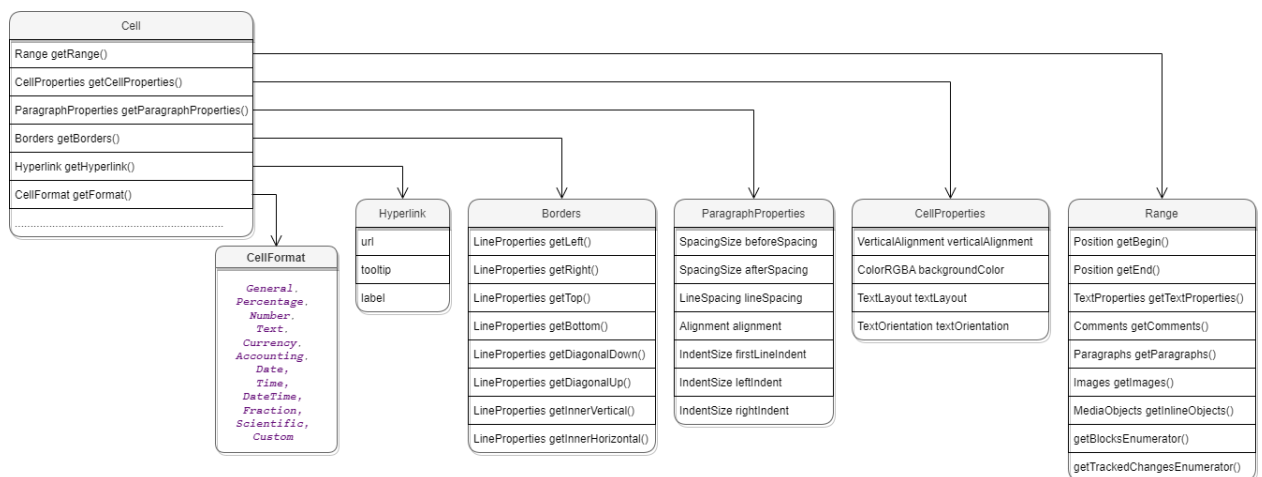 Cell
Range getRange()
CellProperties getCellProperties()
ParagraphProperties getParagraphProperties()
Borders getBorders()
Hyperlink getHyperlink()
CellFormat getFormat()
CellFormat
General.
Percentage.
Number.
Text.
Currency.
Accounting.
Date,
Time,
DateTime,
Fraction,
Scientific,
Custom
Hyperlink
url
tooltip
label
Borders
LineProperties getLeft()
LineProperties getRight()
LineProperties getTop()
LineProperties getBottom()
LineProperties getDiagonalDown()
LineProperties getDiagonalUp()
LineProperties getInnerVertical()
LineProperties getInnerHorizontal()
ParagraphProperties
SpacingSize beforeSpacing
SpacingSize afterSpacing
LineSpacing lineSpacing
Alignment alignment
IndentSize firstLineIndent
IndentSize leftIndent
IndentSize rightIndent
CellProperties
VerticalAlignment verticalAlignment
ColorRGBA backgroundColor
TextLayout textLayout
TextOrientation textOrientation
Range
Position getBegin()
Position getEnd()
TextProperties getTextProperties()
Comments getComments()
Paragraphs getParagraphs()
Images getImages()
MediaObjects getInlineObjects()
getBlocksEnumerator()
getTrackedChangesEnumerator()